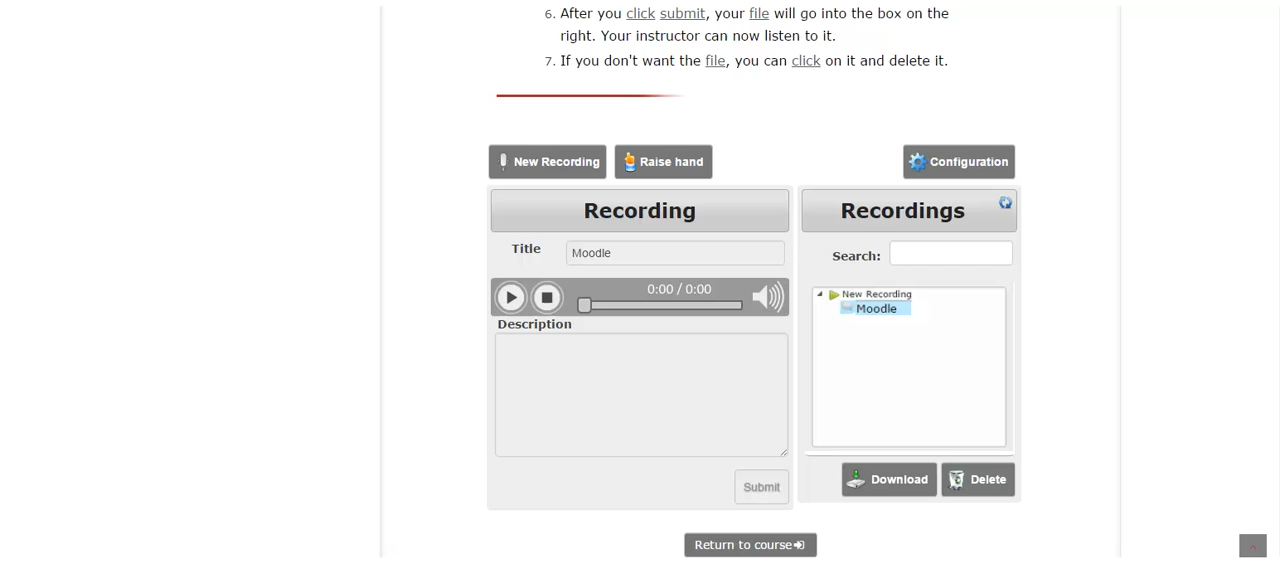 6. After you click submit, your file will go into the box on the
right. Your instructor can now listen to it.
7. If you don't want the file, you can click on it and delete it.
New Recording
Raise hand
Configuration
Recording
Recordings
Title
Moodle
Search:
0:00 / 0:00
New Recording
Moodle
Description
Submit
Download
Delete
Return to course